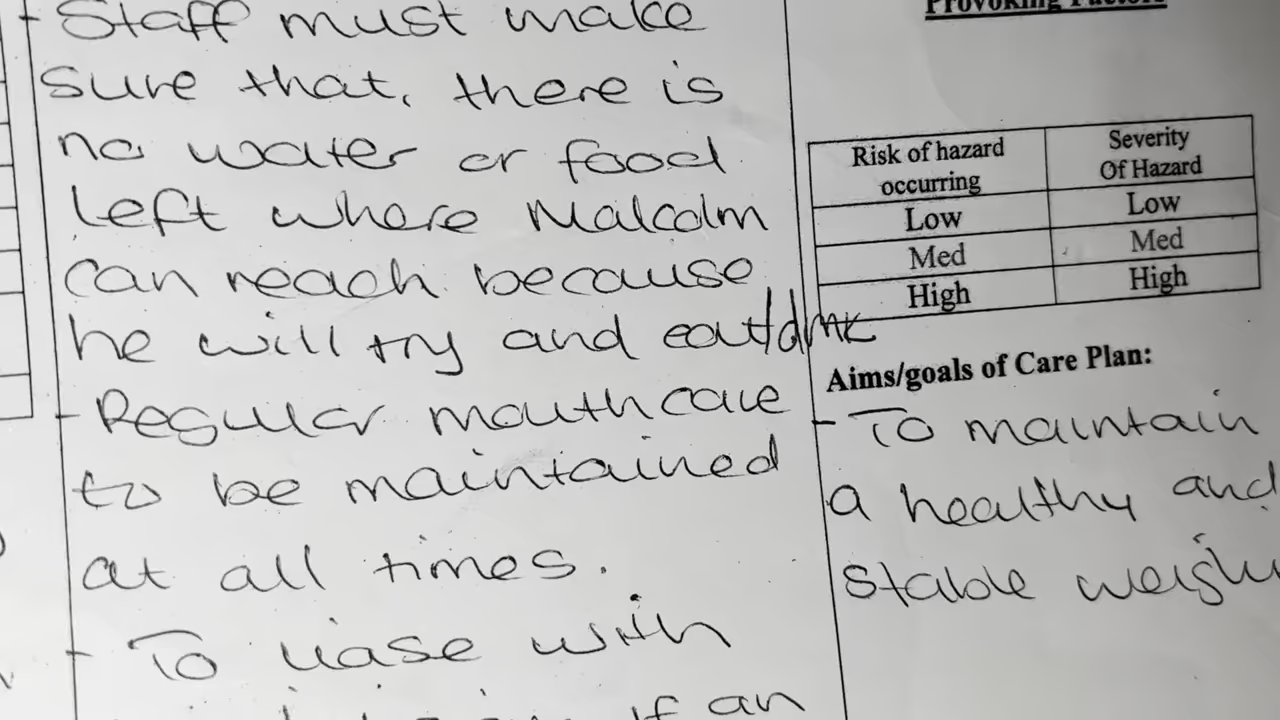 - Staff must make
sure that, there is
no water or food
left where Malcolm
can reach because
he will try and eat/drink
- Regular mouthcare
to be maintained
at all times.
- To liase with
if an
Provoking Factors
Risk of hazard occurring Severity Of Hazard
Low Low
Med Med
High High
Aims/goals of Care Plan:
- To maintain
a healthy and
stable weigh